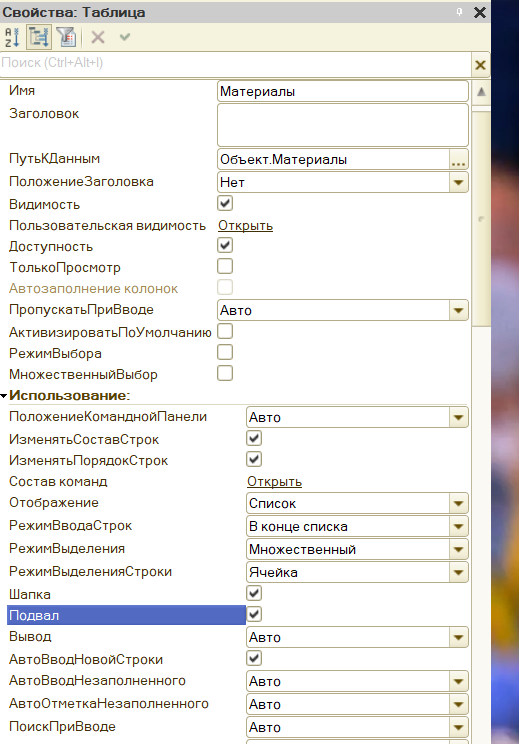 Свойства: Таблица
Поиск (Ctrl+Alt+I)
Имя Материалы
Заголовок
ПутьКДанным Объект.Материалы ...
ПоложениеЗаголовка Нет
Видимость
Пользовательская видимость Открыть
Доступность
ТолькоПросмотр
Автозаполнение колонок
ПропускатьПриВводе Авто
АктивизироватьПоУмолчанию
РежимВыбора
МножественныйВыбор
Использование:
ПоложениеКоманднойПанели Авто
ИзменятьСоставСтрок
ИзменятьПорядокСтрок
Состав команд Открыть
Отображение Список
РежимВводаСтрок В конце списка
РежимВыделения Множественный
РежимВыделенияСтроки Ячейка
Шапка
Подвал
Вывод Авто
АвтоВводНовойСтроки
АвтоВводНезаполненного Авто
АвтоОтметкаНезаполненного Авто
ПоискПриВводе Авто